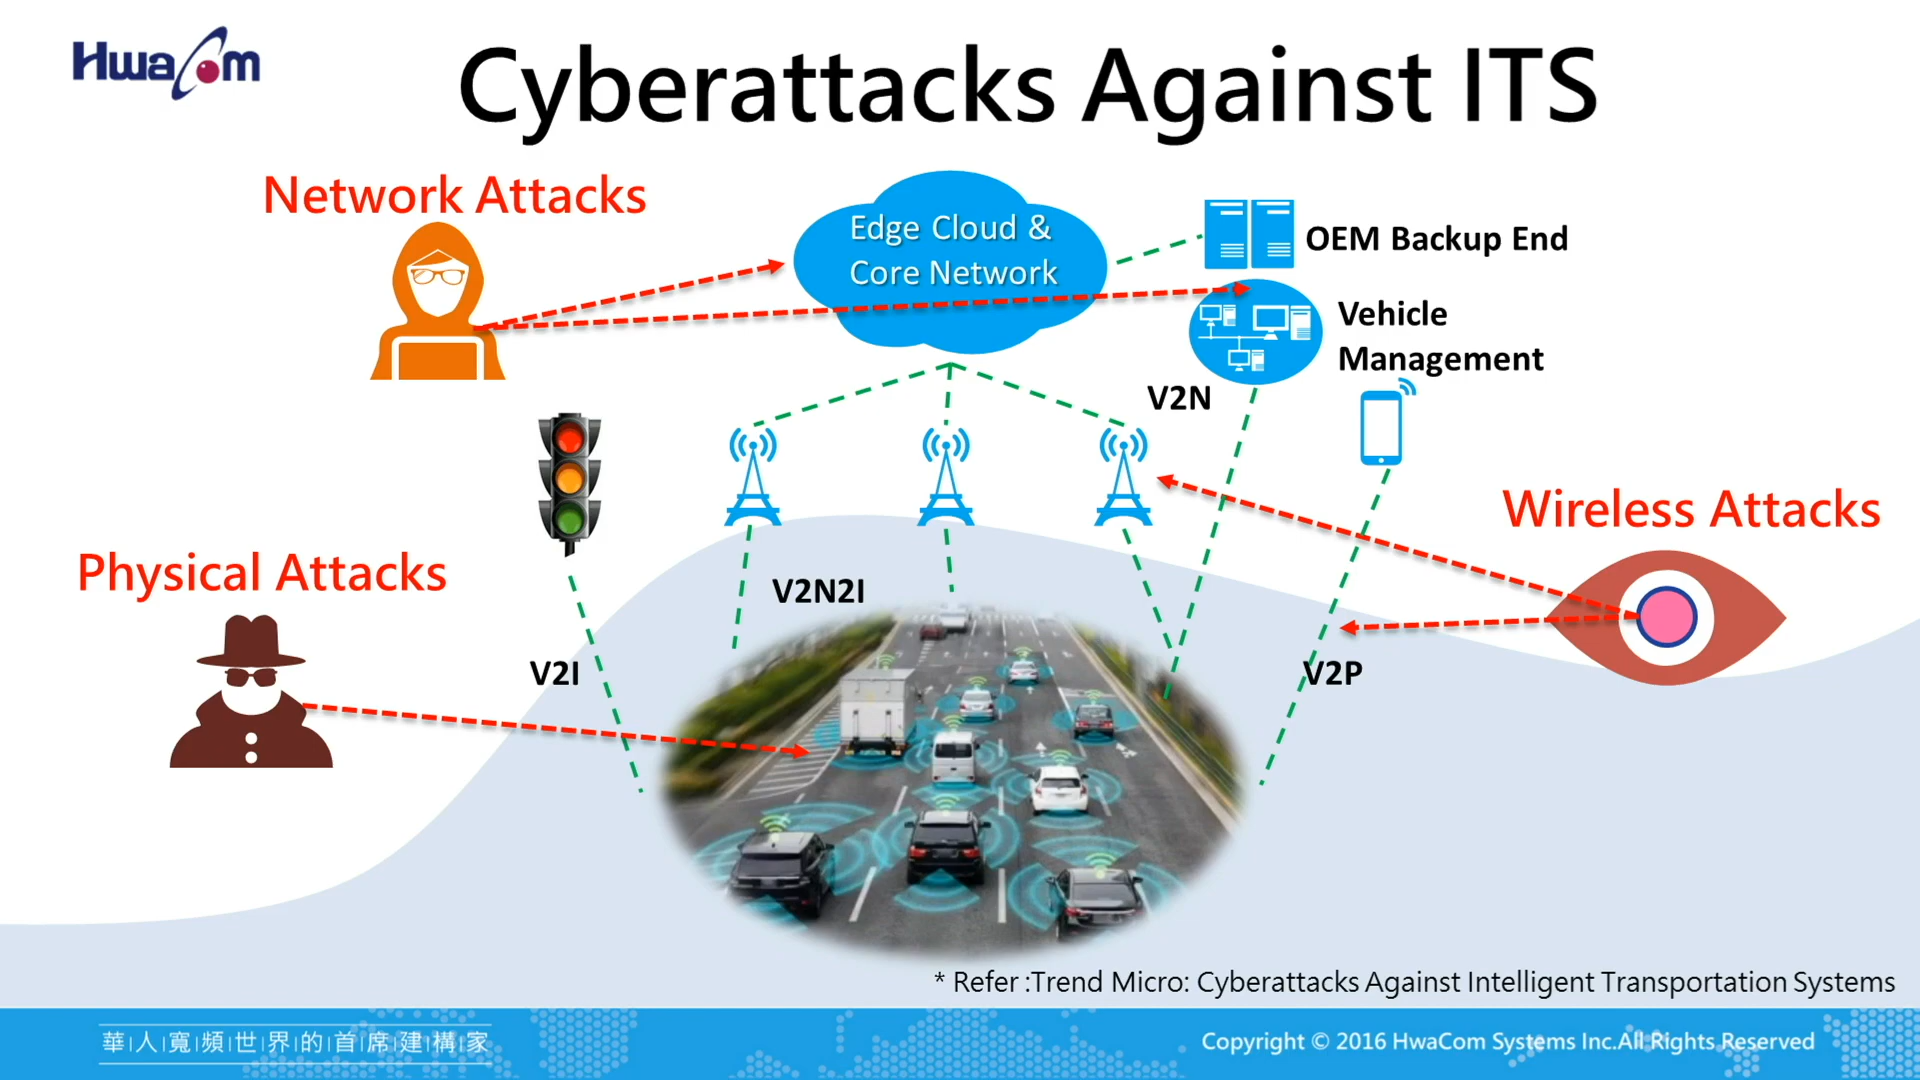 HwaCom
Cyberattacks Against ITS
Network Attacks
Edge Cloud &
Core Network
OEM Backup End
Vehicle
Management
V2N
Wireless Attacks
Physical Attacks
V2N2I
V2I
V2P
* Refer :Trend Micro: Cyberattacks Against Intelligent Transportation Systems
華|人|寬|頻|世|界|的|首|席|建|構|家
Copyright © 2016 HwaCom Systems Inc.All Rights Reserved